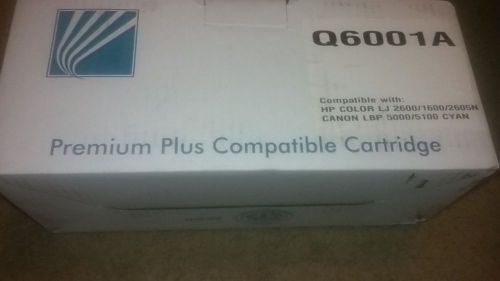 Q6001A
Compatible with:
HP COLOR LJ 2600/1600/2605N
CANON LBP 5000/5100 CYAN
Premium Plus Compatible Cartridge